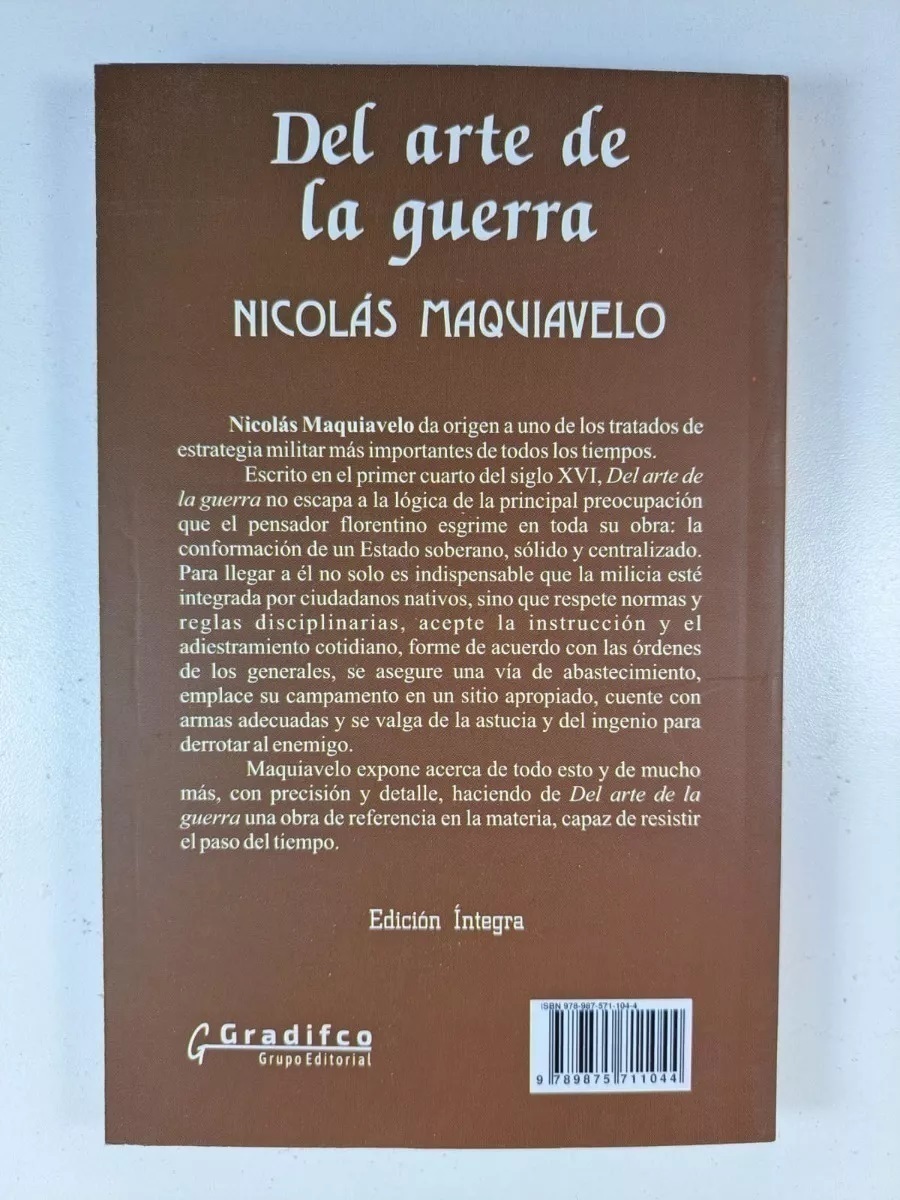 Del arte de
la guerra
NICOLÁS MAQUIAVELO
Nicolás Maquiavelo da origen a uno de los tratados de
estrategia militar más importantes de todos los tiempos.
Escrito en el primer cuarto del siglo XVI, Del arte de
la guerra no escapa a la lógica de la principal preocupación
que el pensador florentino esgrime en toda su obra: la
conformación de un Estado soberano, sólido y centralizado.
Para llegar a él no solo es indispensable que la milicia esté
integrada por ciudadanos nativos, sino que respete normas y
reglas disciplinarias, acepte la instrucción y el
adiestramiento cotidiano, forme de acuerdo con las órdenes
de los generales, se asegure una vía de abastecimiento,
emplace su campamento en un sitio apropiado, cuente con
armas adecuadas y se valga de la astucia y del ingenio para
derrotar al enemigo.
Maquiavelo expone acerca de todo esto y de mucho
más, con precisión y detalle, haciendo de Del arte de la
guerra una obra de referencia en la materia, capaz de resistir
el paso del tiempo.
Edición Íntegra
G Gradifco
Grupo Editorial
ISBN 978-987-571-104-4
9 789875 711044